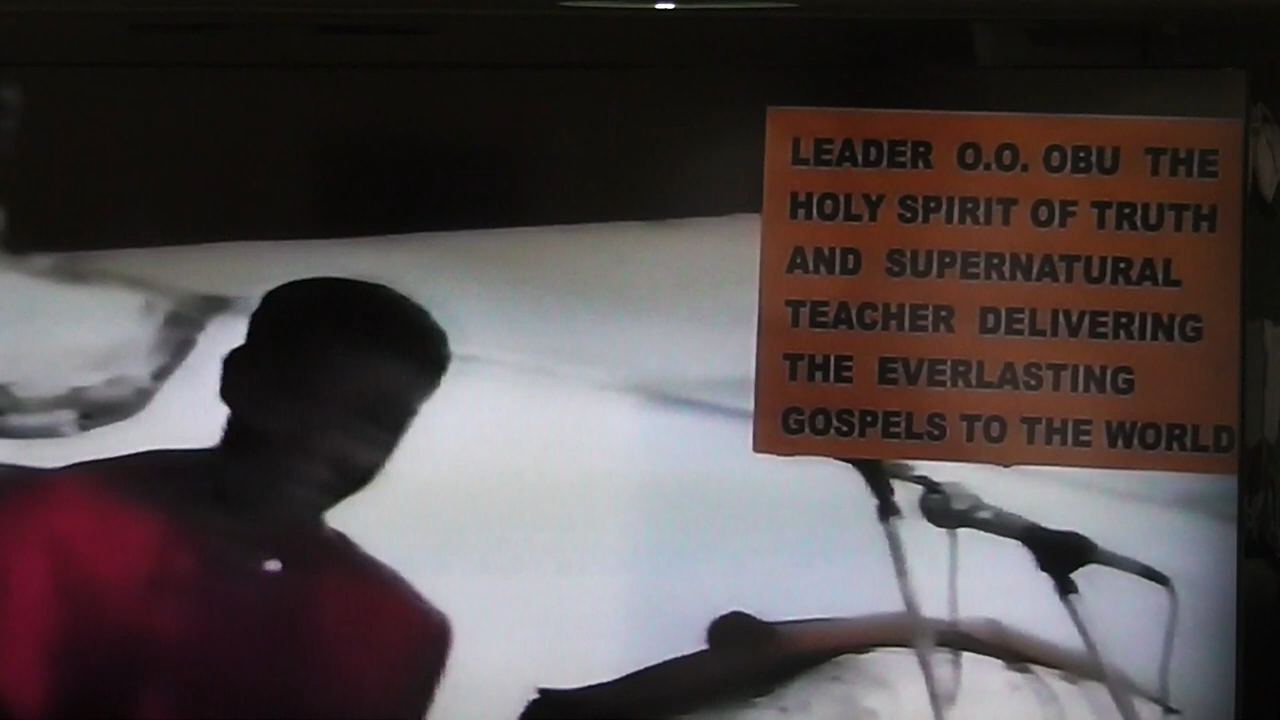 LEADER O.O. OBU THE
HOLY SPIRIT OF TRUTH
AND SUPERNATURAL
TEACHER DELIVERING
THE EVERLASTING
GOSPELS TO THE WORLD